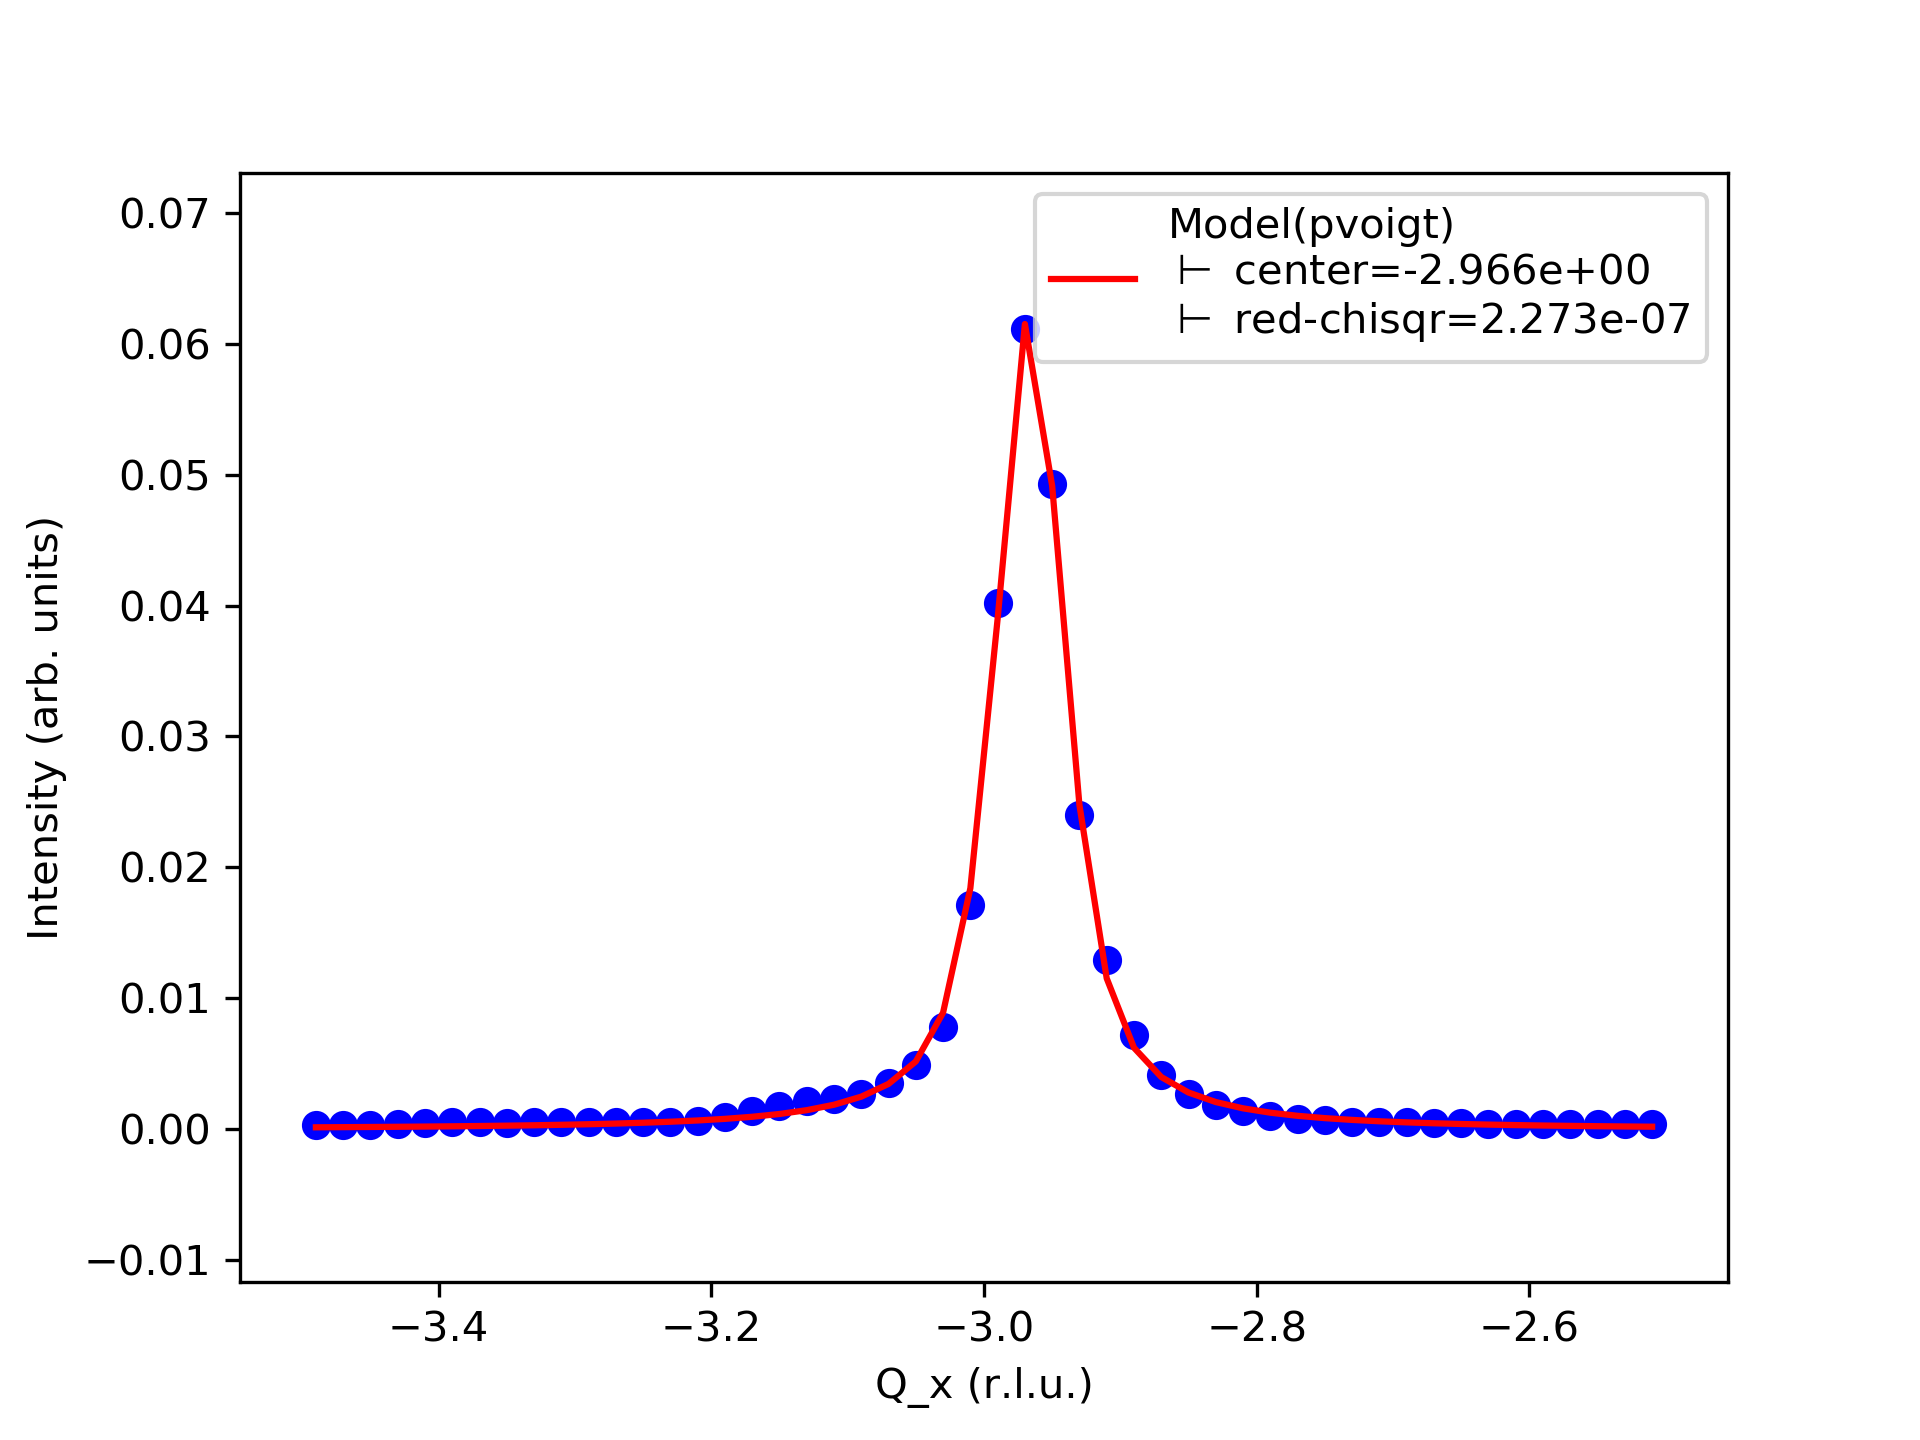 Model(pvoigt)
⊢ center=-2.966e+00
⊢ red-chisqr=2.273e-07
0.07
0.06
0.05
0.04
0.03
0.02
0.01
0.00
−0.01
Intensity (arb. units)
−3.4 −3.2 −3.0 −2.8 −2.6
Q_x (r.l.u.)